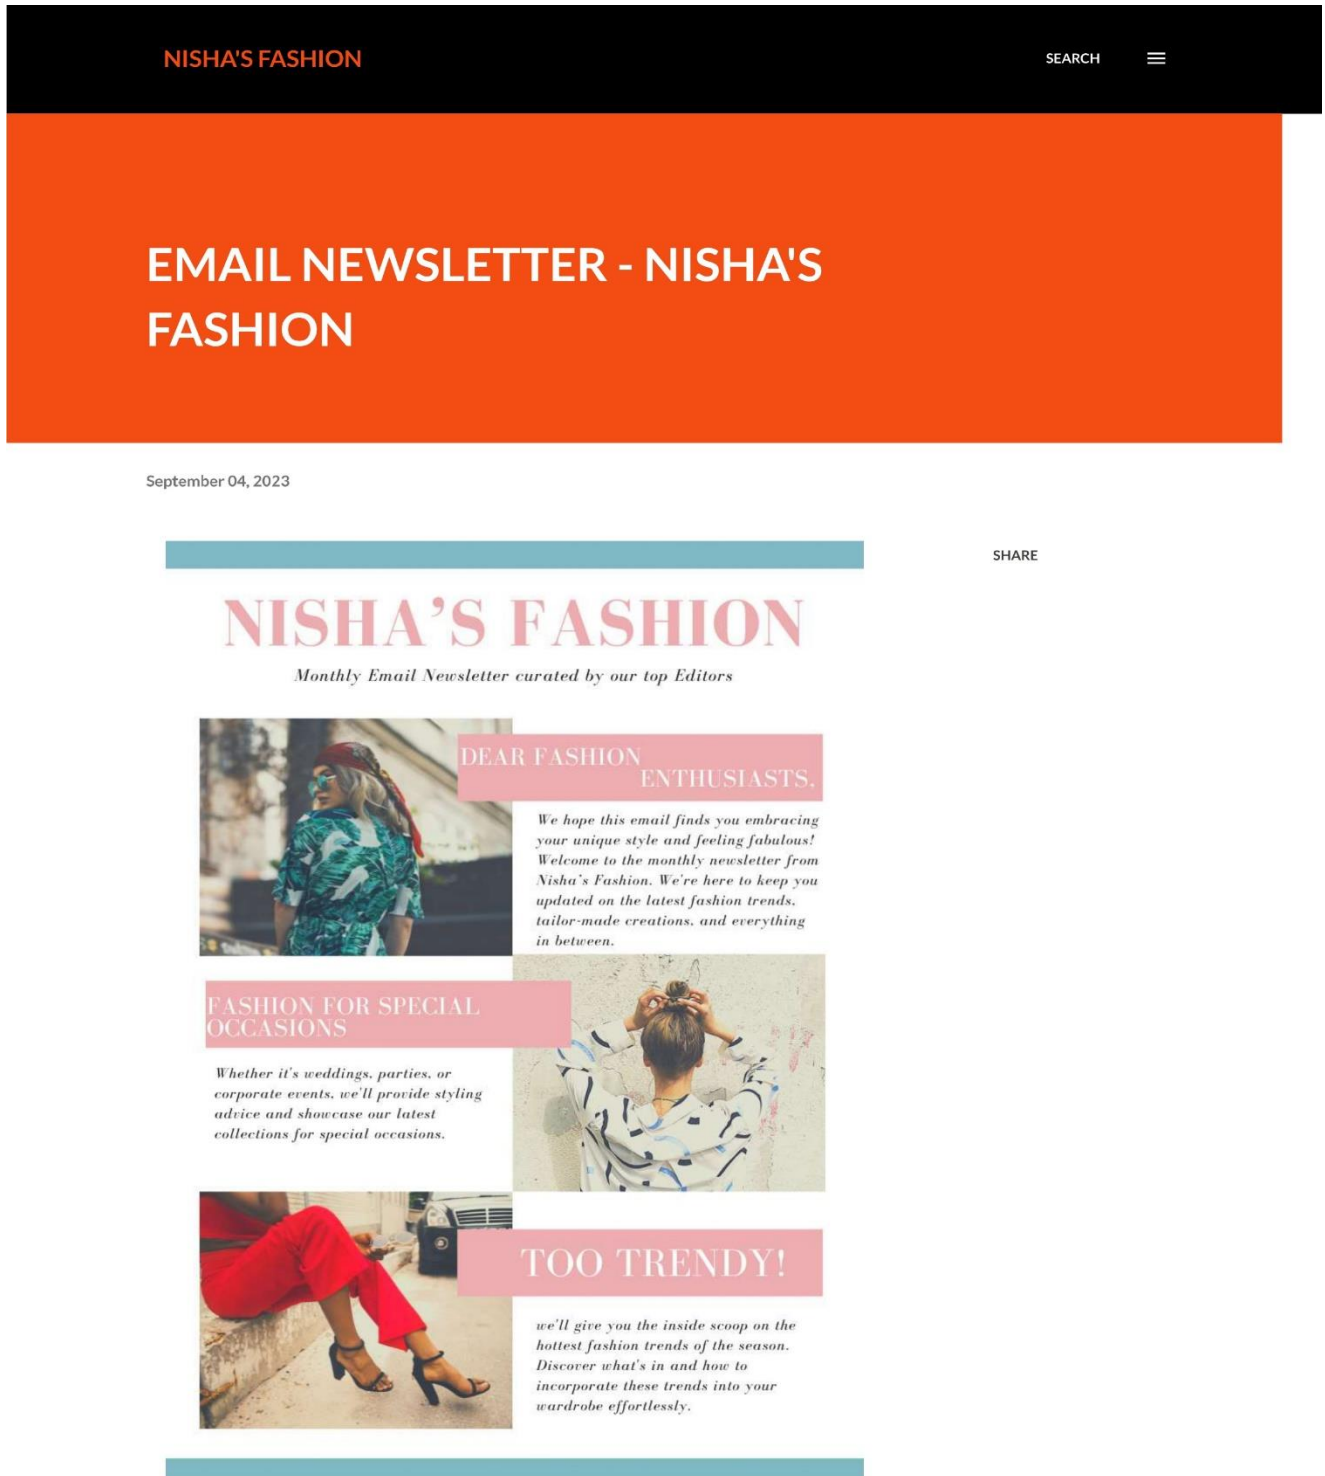 NISHA'S FASHION
SEARCH
EMAIL NEWSLETTER - NISHA'S
FASHION
September 04, 2023
SHARE
NISHA'S FASHION
Monthly Email Newsletter curated by our top Editors
DEAR FASHION
ENTHUSIASTS,
We hope this email finds you embracing
your unique style and feeling fabulous!
Welcome to the monthly newsletter from
Nisha's Fashion. We're here to keep you
updated on the latest fashion trends,
tailor-made creations, and everything
in between.
FASHION FOR SPECIAL
OCCASIONS
Whether it's weddings, parties, or
corporate events, we'll provide styling
advice and showcase our latest
collections for special occasions.
TOO TRENDY!
we'll give you the inside scoop on the
hottest fashion trends of the season.
Discover what's in and how to
incorporate these trends into your
wardrobe effortlessly.